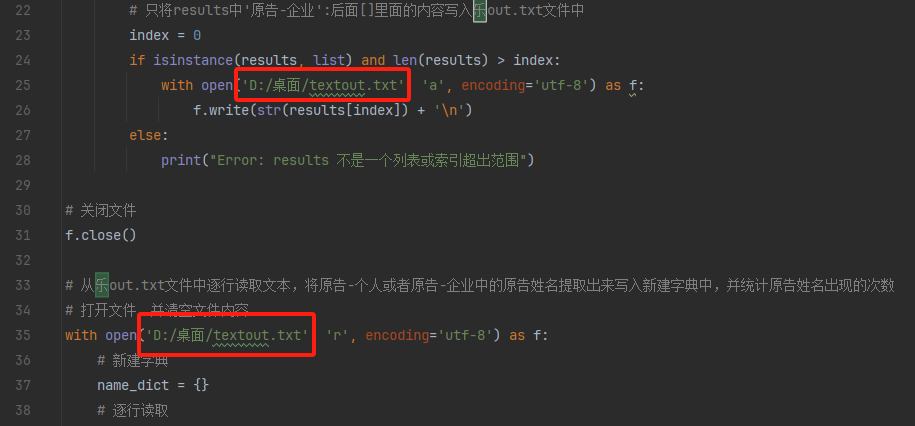 22 # 只将results中'原告-企业':后面[]里面的内容写入乐out.txt文件中
23 index = 0
24 if isinstance(results, list) and len(results) > index:
25 with open('D:/桌面/textout.txt' 'a', encoding='utf-8') as f:
26 f.write(str(results[index]) + '\n')
27 else:
28 print("Error: results 不是一个列表或索引超出范围")
29
30 # 关闭文件
31 f.close()
32
33 # 从乐out.txt文件中逐行读取文本，将原告-个人或者原告-企业中的原告姓名提取出来写入新建字典中，并统计原告姓名出现的次数
34 # 打开文件，并清空文件内容
35 with open('D:/桌面/textout.txt' 'r', encoding='utf-8') as f:
36 # 新建字典
37 name_dict = {}
38 # 逐行读取